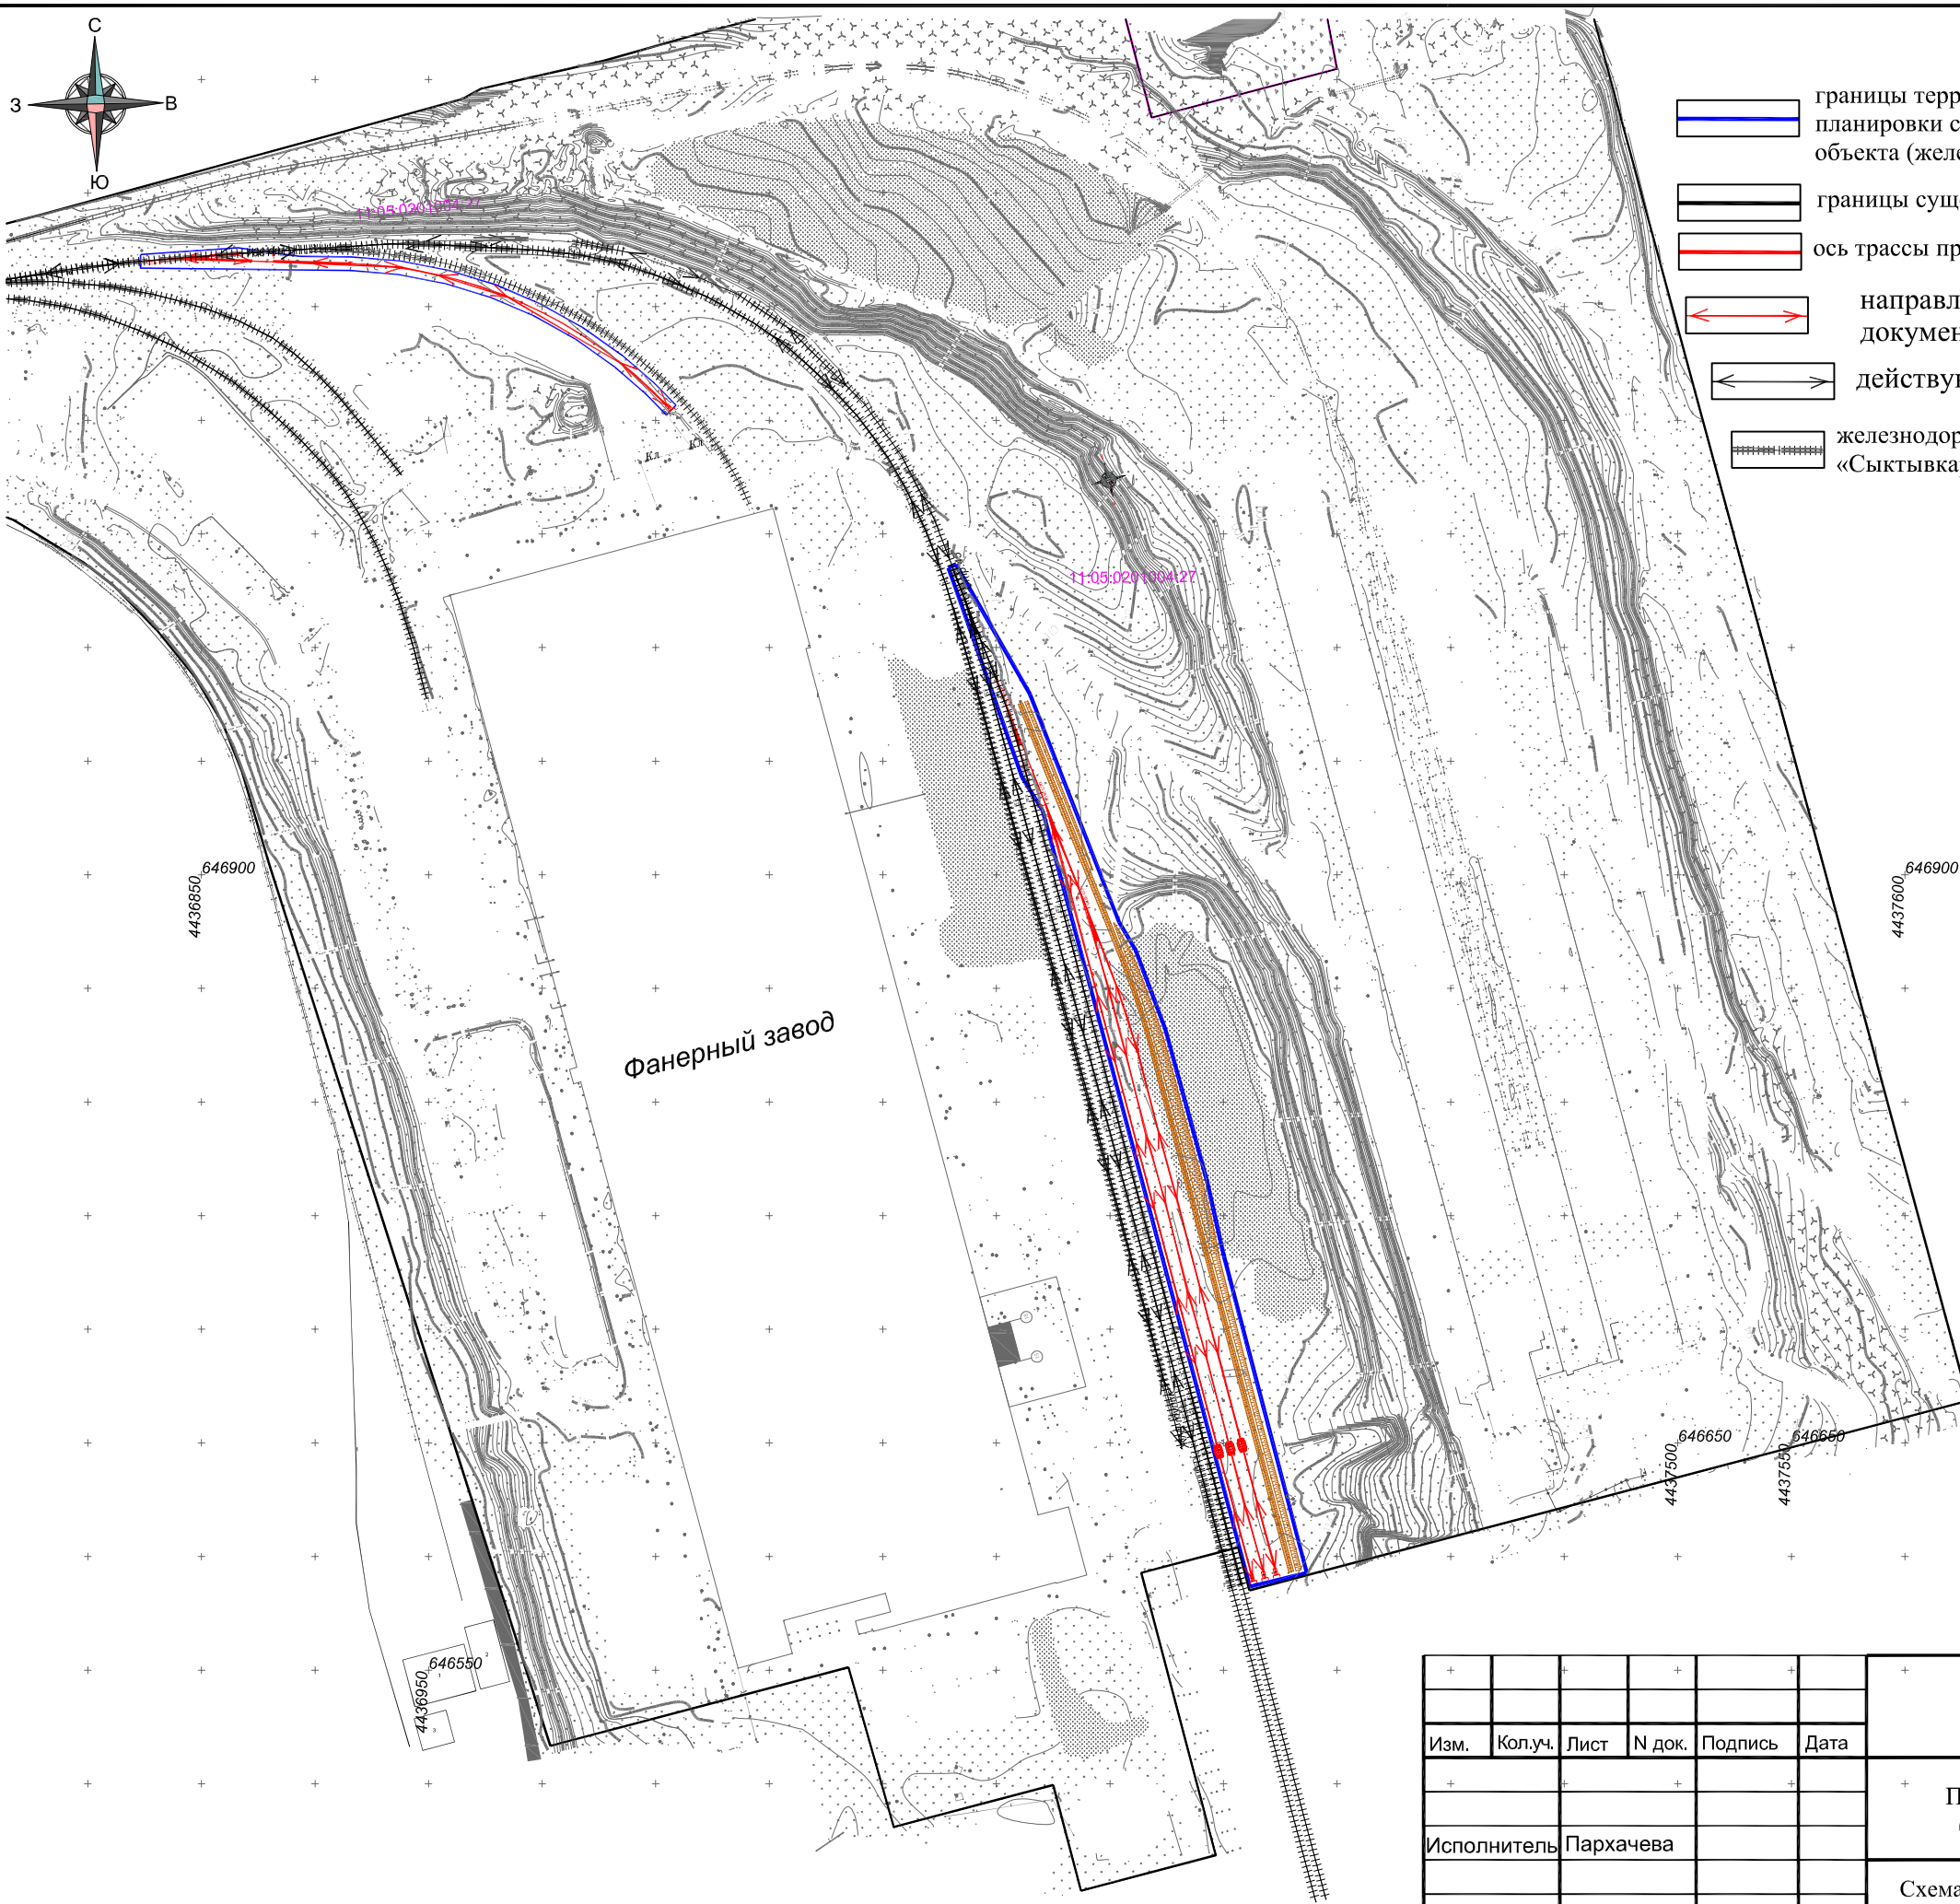 С
З
В
Ю
границы терр
планировки с
объекта (желе
границы сущ
ось трассы пр
направл
докумен
действу
железнодор
«Сыктывка
11:05:0201004:27
Кл
Кл
11:05:0201004:27
646900
4436850
646900
4437600
Фанерный завод
646650
4437500
646650
4437550
646550
4436950
Изм. Кол.уч. Лист N док. Подпись Дата
П
Исполнитель Пархачева
Схема